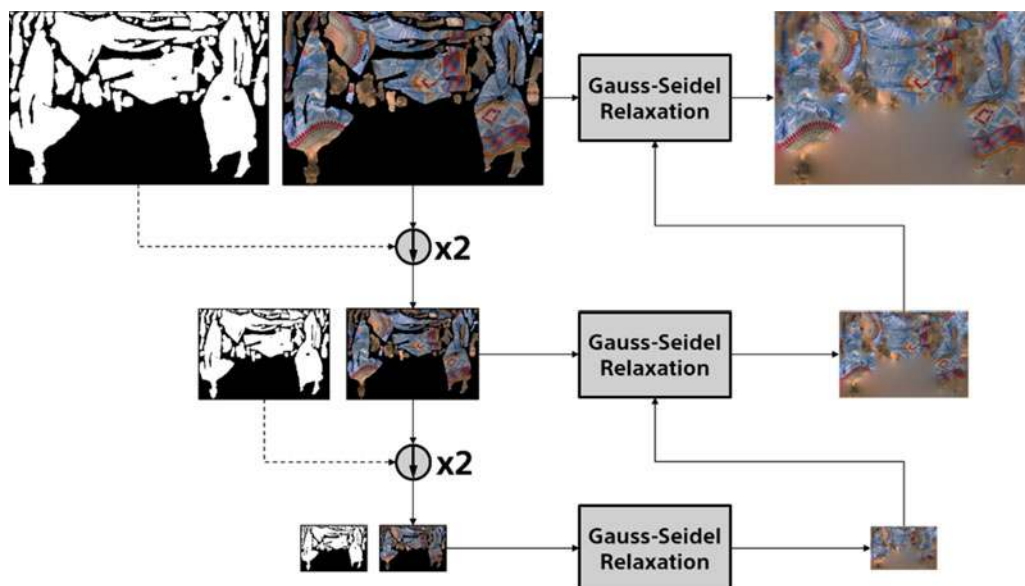 Gauss-Seidel
Relaxation
x2
Gauss-Seidel
Relaxation
x2
Gauss-Seidel
Relaxation